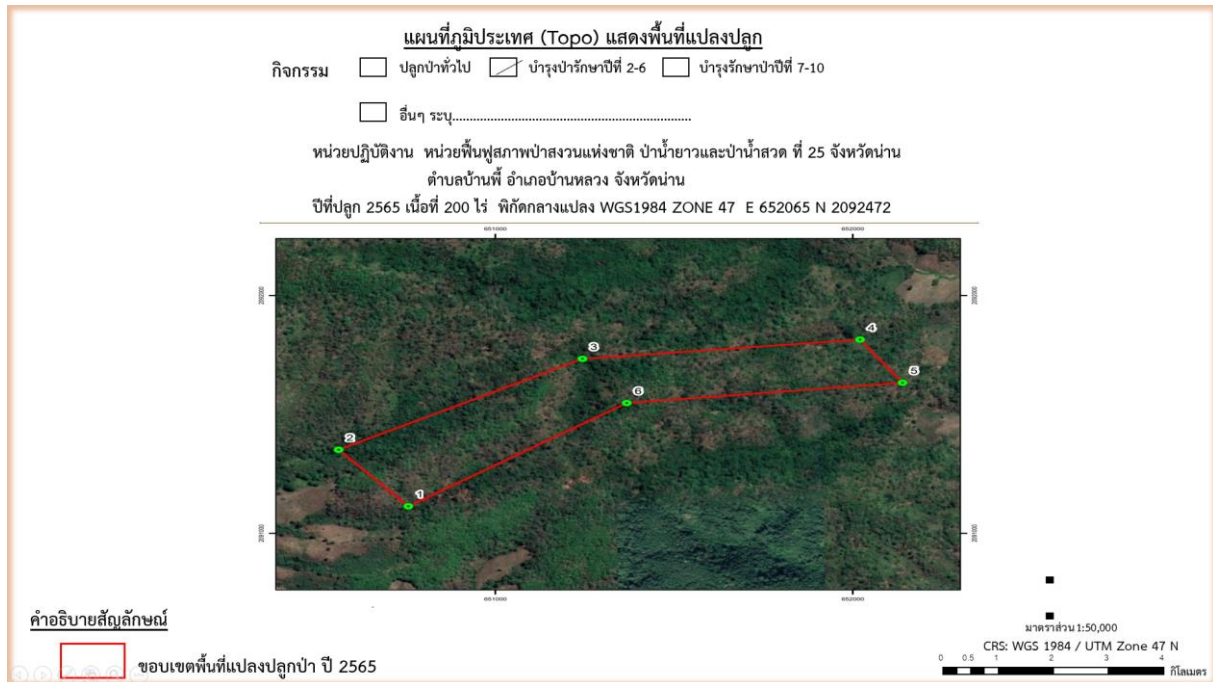 แผนที่ภูมิประเทศ (Topo) แสดงพื้นที่แปลงปลูก
กิจกรรม ปลูกป่าทั่วไป บำรุงป่ารักษาปีที่ 2-6 บำรุงรักษาป่าปีที่ 7-10
อื่นๆ ระบุ....................................................................
หน่วยปฏิบัติงาน หน่วยฟื้นฟูสภาพป่าสงวนแห่งชาติ ป่าน้ำยาวและป่าน้ำสวด ที่ 25 จังหวัดน่าน
ตำบลบ้านพี้ อำเภอบ้านหลวง จังหวัดน่าน
ปีที่ปลูก 2565 เนื้อที่ 200 ไร่ พิกัดกลางแปลง WGS1984 ZONE 47 E 652065 N 2092472
651000 652000
2092000 2092000
4
3
5
6
2
1
2091000 2091000
651000 652000
คำอธิบายสัญลักษณ์
ขอบเขตพื้นที่แปลงปลูกป่า ปี 2565
มาตราส่วน 1:50,000
CRS: WGS 1984 / UTM Zone 47 N
0 0.5 1 2 3 4
กิโลเมตร